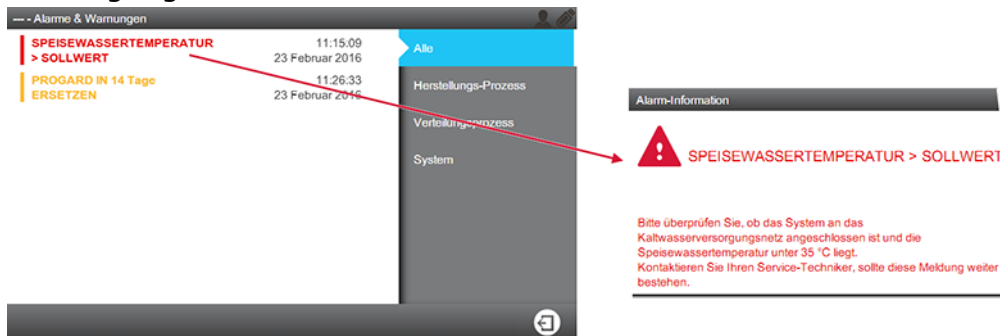 --- - Alarme & Warnungen
SPEISEWASSERTEMPERATUR
> SOLLWERT
11:15:09
23 Februar 2016
PROGARD IN 14 Tage
ERSETZEN
11:26:33
23 Februar 2016
Alle
Herstellungs-Prozess
Verteilungsprozess
System
Alarm-Information
SPEISEWASSERTEMPERATUR > SOLLWERT
Bitte überprüfen Sie, ob das System an das
Kaltwasserversorgungsnetz angeschlossen ist und die
Speisewassertemperatur unter 35 °C liegt.
Kontaktieren Sie Ihren Service-Techniker, sollte diese Meldung weiter
bestehen.